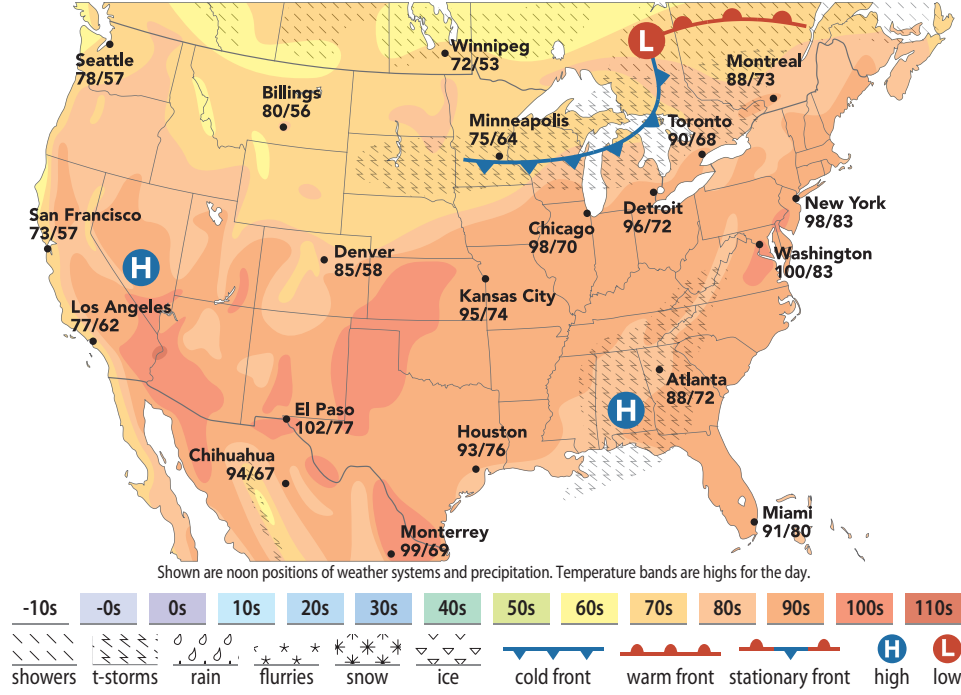 L
Seattle
78/57
Winnipeg
72/53
Montreal
88/73
Billings
80/56
Minneapolis
75/64
Toronto
90/68
San Francisco
73/57
Denver
85/58
Chicago
98/70
Detroit
96/72
New York
98/83
Washington
100/83
H
Kansas City
95/74
Los Angeles
77/62
Atlanta
88/72
H
El Paso
102/77
Houston
93/76
Chihuahua
94/67
Monterrey
99/69
Miami
91/80
Shown are noon positions of weather systems and precipitation. Temperature bands are highs for the day.
-10s -0s 0s 10s 20s 30s 40s 50s 60s 70s 80s 90s 100s 110s
H L
showers t-storms rain flurries snow ice cold front warm front stationary front high low